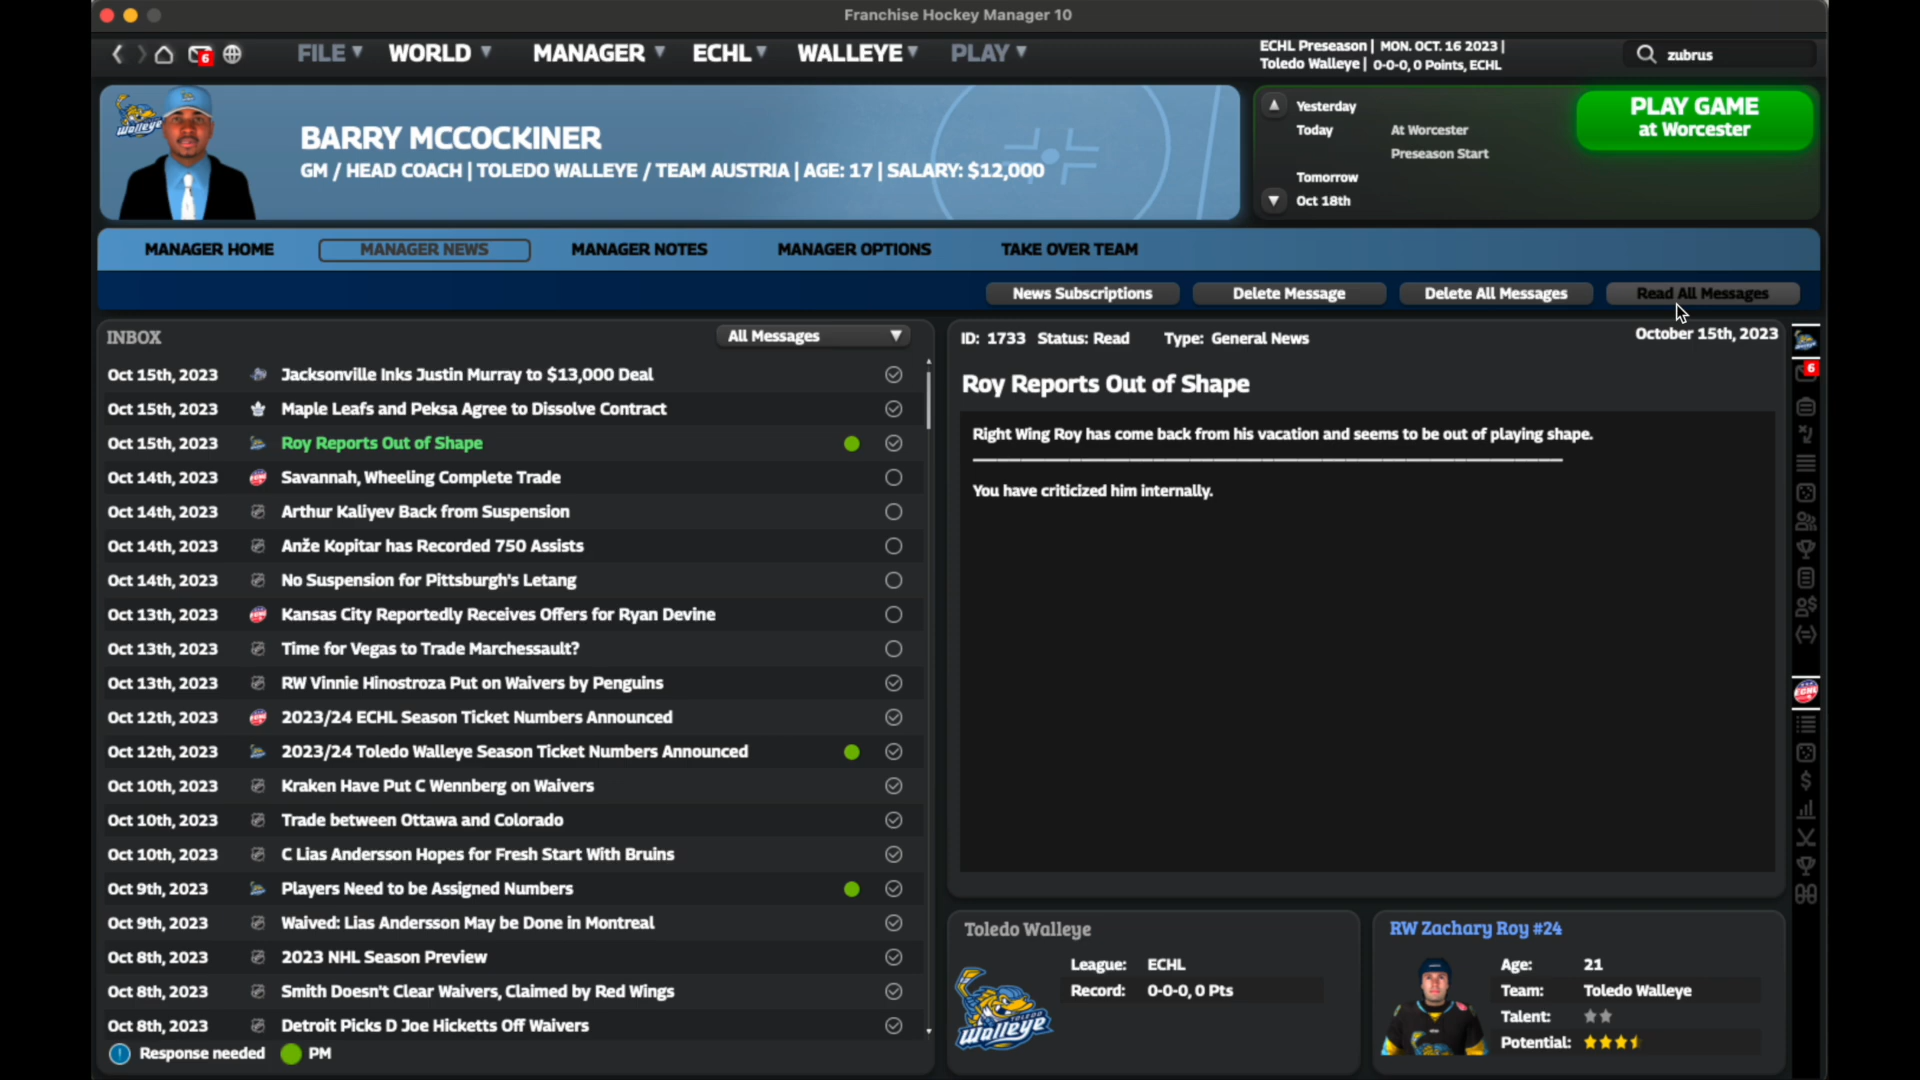 Franchise Hockey Manager 10
6
FILE WORLD MANAGER ECHL WALLEYE PLAY
ECHL Preseason | MON. OCT. 16 2023 |
Toledo Walleye | 0-0-0, 0 Points, ECHL
zubrus
Walleye
BARRY MCCOCKINER
GM / HEAD COACH | TOLEDO WALLEYE / TEAM AUSTRIA | AGE: 17 | SALARY: $12,000
Yesterday
Today At Worcester
Preseason Start
Tomorrow
Oct 18th
PLAY GAME
at Worcester
MANAGER HOME MANAGER NEWS MANAGER NOTES MANAGER OPTIONS TAKE OVER TEAM
News Subscriptions Delete Message Delete All Messages Read All Messages
INBOX All Messages
Oct 15th, 2023 Jacksonville Inks Justin Murray to $13,000 Deal
Oct 15th, 2023 Maple Leafs and Peksa Agree to Dissolve Contract
Oct 15th, 2023 Roy Reports Out of Shape
Oct 14th, 2023 Savannah, Wheeling Complete Trade
Oct 14th, 2023 Arthur Kaliyev Back from Suspension
Oct 14th, 2023 Anže Kopitar has Recorded 750 Assists
Oct 14th, 2023 No Suspension for Pittsburgh's Letang
Oct 13th, 2023 Kansas City Reportedly Receives Offers for Ryan Devine
Oct 13th, 2023 Time for Vegas to Trade Marchessault?
Oct 13th, 2023 RW Vinnie Hinostroza Put on Waivers by Penguins
Oct 12th, 2023 2023/24 ECHL Season Ticket Numbers Announced
Oct 12th, 2023 2023/24 Toledo Walleye Season Ticket Numbers Announced
Oct 10th, 2023 Kraken Have Put C Wennberg on Waivers
Oct 10th, 2023 Trade between Ottawa and Colorado
Oct 10th, 2023 C Lias Andersson Hopes for Fresh Start With Bruins
Oct 9th, 2023 Players Need to be Assigned Numbers
Oct 9th, 2023 Waived: Lias Andersson May be Done in Montreal
Oct 8th, 2023 2023 NHL Season Preview
Oct 8th, 2023 Smith Doesn't Clear Waivers, Claimed by Red Wings
Oct 8th, 2023 Detroit Picks D Joe Hicketts Off Waivers
Response needed PM
ID: 1733 Status: Read Type: General News October 15th, 2023
Roy Reports Out of Shape
Right Wing Roy has come back from his vacation and seems to be out of playing shape.
You have criticized him internally.
6
ECHL
Toledo Walleye
League: ECHL
Record: 0-0-0, 0 Pts
TOLEDO
Walleye
RW Zachary Roy #24
Age: 21
Team: Toledo Walleye
Talent:
Potential: